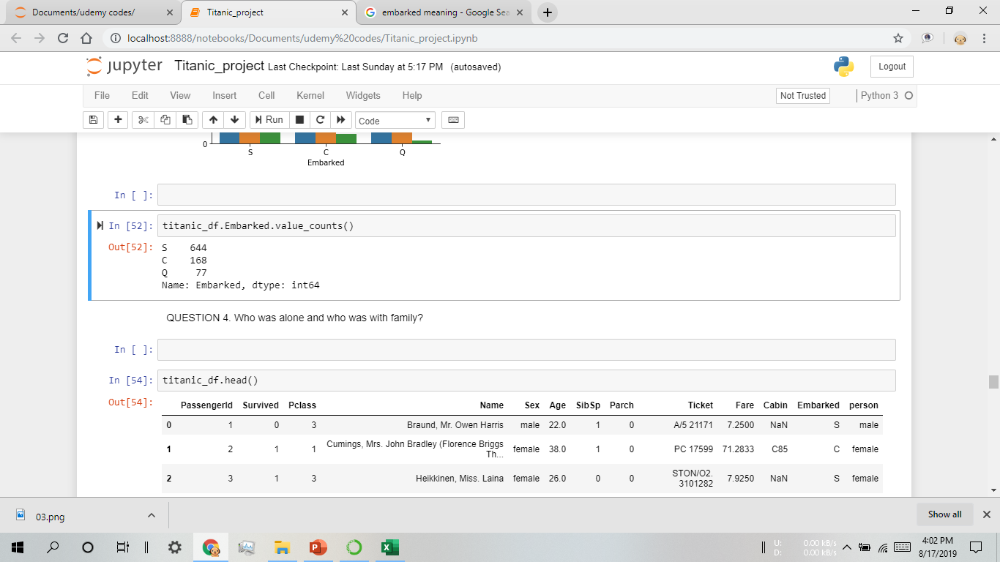 Documents/udemy codes/
Titanic_project
embarked meaning - Google Sea
localhost:8888/notebooks/Documents/udemy%20codes/Titanic_project.ipynb
jupyter Titanic_project Last Checkpoint: Last Sunday at 5:17 PM (autosaved)
Logout
File Edit View Insert Cell Kernel Widgets Help
Not Trusted
Python 3
Run
Code
0
S C Q
Embarked
In [ ]:
In [52]: titanic_df.Embarked.value_counts()
Out[52]: S 644
C 168
Q 77
Name: Embarked, dtype: int64
QUESTION 4. Who was alone and who was with family?
In [ ]:
In [54]: titanic_df.head()
Out[54]:
PassengerId Survived Pclass Name Sex Age SibSp Parch Ticket Fare Cabin Embarked person
0 1 0 3 Braund, Mr. Owen Harris male 22.0 1 0 A/5 21171 7.2500 NaN S male
1 2 1 1 Cumings, Mrs. John Bradley (Florence Briggs Th... female 38.0 1 0 PC 17599 71.2833 C85 C female
2 3 1 3 Heikkinen, Miss. Laina female 26.0 0 0 STON/O2. 3101282 7.9250 NaN S female
03.png
Show all
U: 0.00 kB/s
D: 0.00 kB/s
4:02 PM
8/17/2019